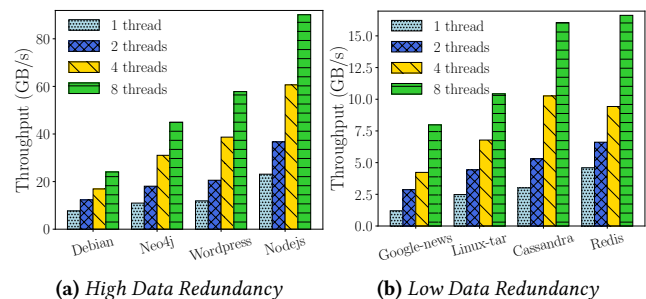 1 thread
2 threads
4 threads
8 threads
80
60
40
20
0
Throughput (GB/s)
Debian
Neo4j
Wordpress
Nodejs
(a) High Data Redundancy
1 thread
2 threads
4 threads
8 threads
15.0
12.5
10.0
7.5
5.0
2.5
0.0
Throughput (GB/s)
Google-news
Linux-tar
Cassandra
Redis
(b) Low Data Redundancy